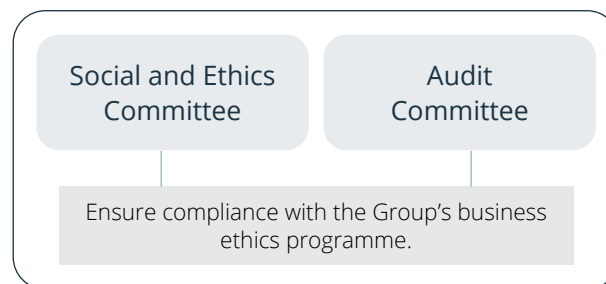 Social and Ethics
Committee
Audit
Committee
Ensure compliance with the Group’s business
ethics programme.